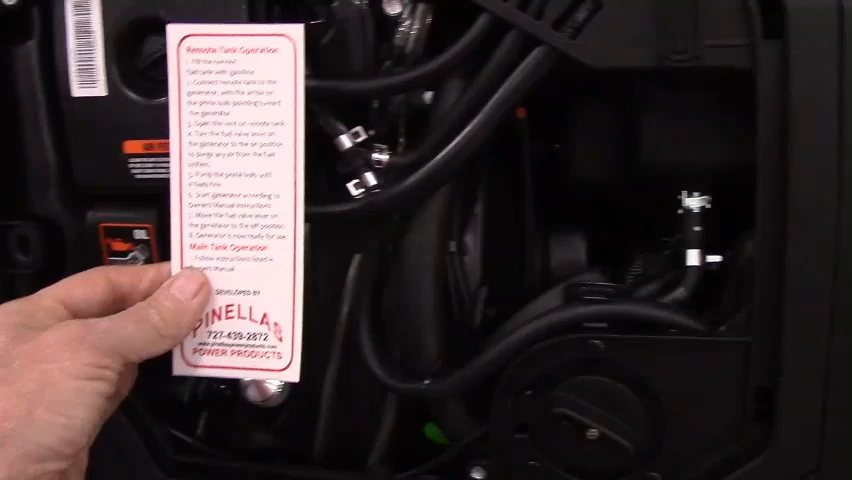 Remote Tank Operation
1. Fill the remote
fuel tank with gasoline
2. Connect remote tank to the
generator, with the arrow on
the primer bulb pointing toward
the generator
3. Open the vent on remote tank
4. Turn the fuel valve lever on
the generator to the on position
to purge any air from the fuel
system.
5. Pump the primer bulb until
it feels firm
6. Start generator according to
Owners Manual instructions
7. Move the fuel valve lever on
the generator to the off position
8. Generator is now ready for use
Main Tank Operation
Follow instructions listed in
Owners Manual
DEVELOPED BY
PINELLAS
727-439-2872
www.pinellaspowerproducts.com
POWER PRODUCTS
OIL